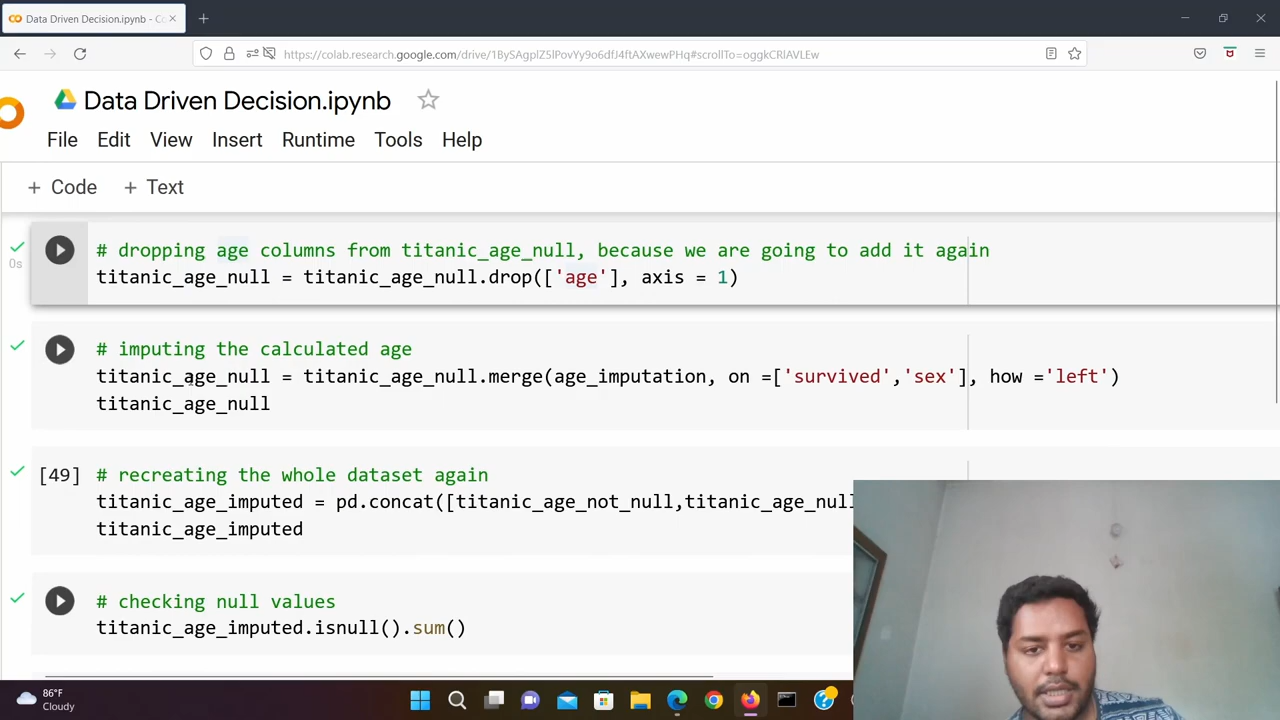 Data Driven Decision.ipynb - Co
https://colab.research.google.com/drive/1BySAgplZ5lPovYy9o6dfJ4ftAXwewPHq#scrollTo=oggkCRlAVLEw
Data Driven Decision.ipynb
File Edit View Insert Runtime Tools Help
+ Code + Text
# dropping age columns from titanic_age_null, because we are going to add it again
0s
titanic_age_null = titanic_age_null.drop(['age'], axis = 1)
# imputing the calculated age
titanic_age_null = titanic_age_null.merge(age_imputation, on =['survived','sex'], how ='left')
titanic_age_null
[49] # recreating the whole dataset again
titanic_age_imputed = pd.concat([titanic_age_not_null,titanic_age_null
titanic_age_imputed
# checking null values
titanic_age_imputed.isnull().sum()
86°F
Cloudy